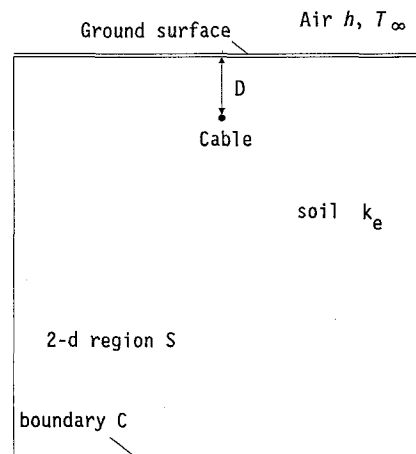 Air h, T∞
Ground surface
D
Cable
soil k_e
2-d region S
boundary C